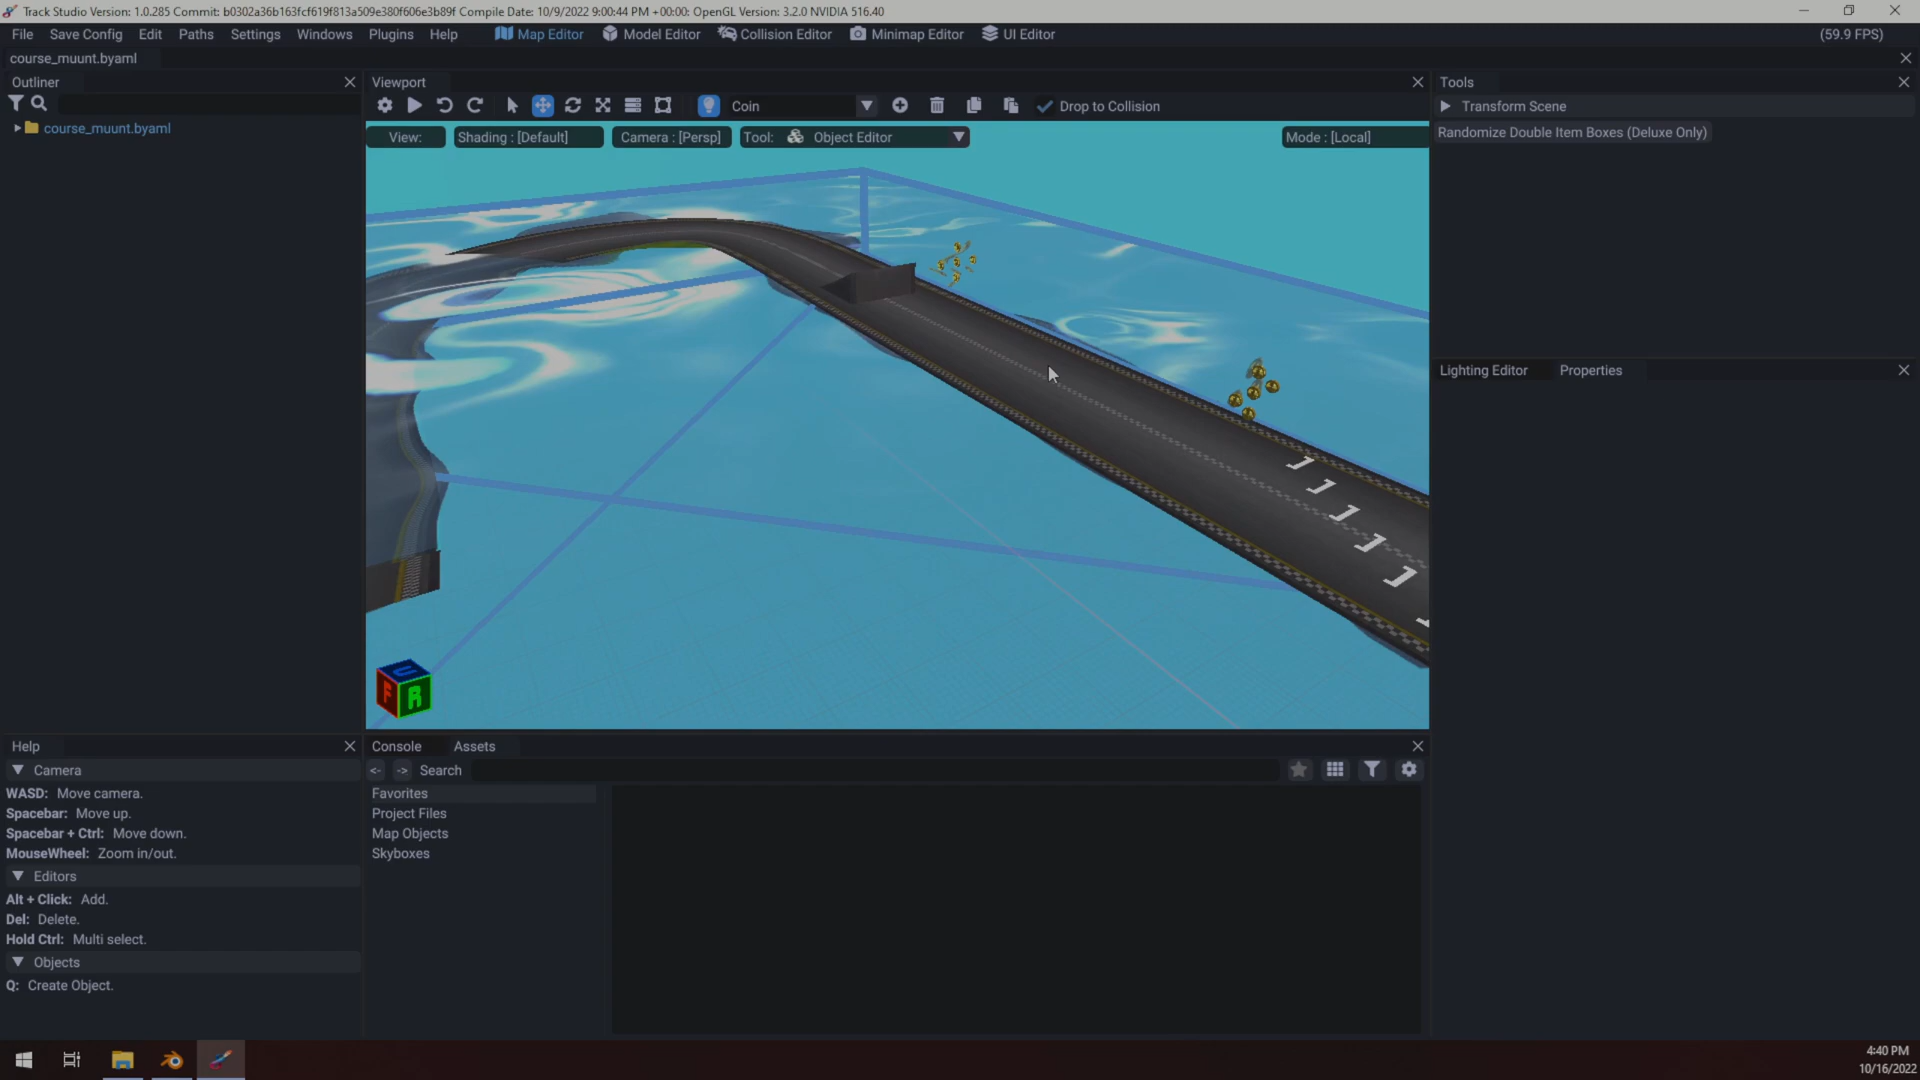 Track Studio Version: 1.0.285 Commit: b0302a36b163fcf619f813a509e380f606e3b89f Compile Date: 10/9/2022 9:00:44 PM +00:00: OpenGL Version: 3.2.0 NVIDIA 516.40
File Save Config Edit Paths Settings Windows Plugins Help Map Editor Model Editor Collision Editor Minimap Editor UI Editor (59.9 FPS)
course_muunt.byaml
Outliner
course_muunt.byaml
Viewport
Coin
Drop to Collision
View: Shading : [Default] Camera : [Persp] Tool: Object Editor Mode : [Local]
F
R
Tools
Transform Scene
Randomize Double Item Boxes (Deluxe Only)
Lighting Editor Properties
Help
Camera
WASD: Move camera.
Spacebar: Move up.
Spacebar + Ctrl: Move down.
MouseWheel: Zoom in/out.
Editors
Alt + Click: Add.
Del: Delete.
Hold Ctrl: Multi select.
Objects
Q: Create Object.
Console Assets
<- -> Search
Favorites
Project Files
Map Objects
Skyboxes
4:40 PM
10/16/2022